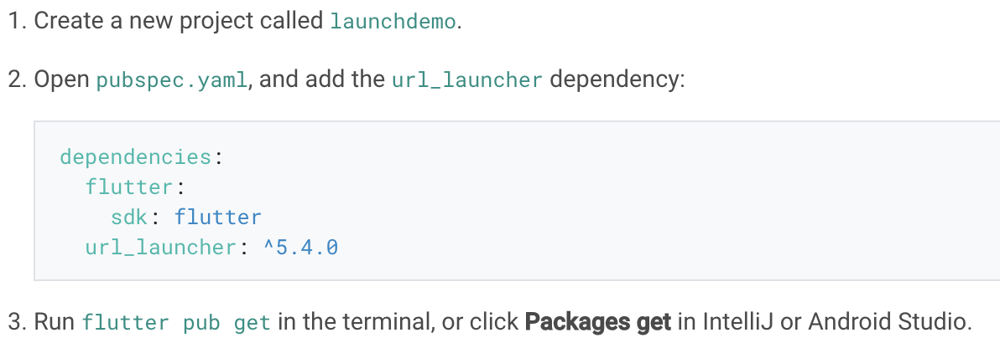 1. Create a new project called launchdemo.
2. Open pubspec.yaml, and add the url_launcher dependency:
dependencies:
  flutter:
    sdk: flutter
  url_launcher: ^5.4.0
3. Run flutter pub get in the terminal, or click Packages get in IntelliJ or Android Studio.